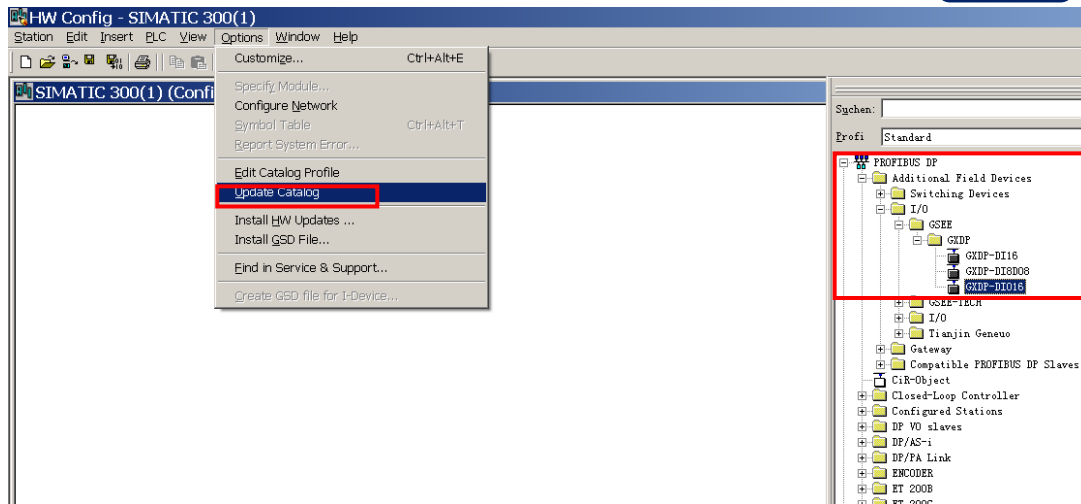 HW Config - SIMATIC 300(1)
Station Edit Insert PLC View Options Window Help
Customize... Ctrl+Alt+E
SIMATIC 300(1) (Confi
Specify Module...
Configure Network
Symbol Table Ctrl+Alt+T
Report System Error...
Edit Catalog Profile
Update Catalog
Install HW Updates ...
Install GSD File...
Find in Service & Support...
Create GSD file for I-Device...
Suchen:
Profi Standard
PROFIBUS DP
Additional Field Devices
Switching Devices
I/O
GSEE
GXDP
GXDP-DI16
GXDP-DI8DO8
GXDP-DIO16
GSEE-TECH
I/O
Tianjin Geneuo
Gateway
Compatible PROFIBUS DP Slaves
CiR-Object
Closed-Loop Controller
Configured Stations
DP V0 slaves
DP/AS-i
DP/PA Link
ENCODER
ET 200B
ET 200C